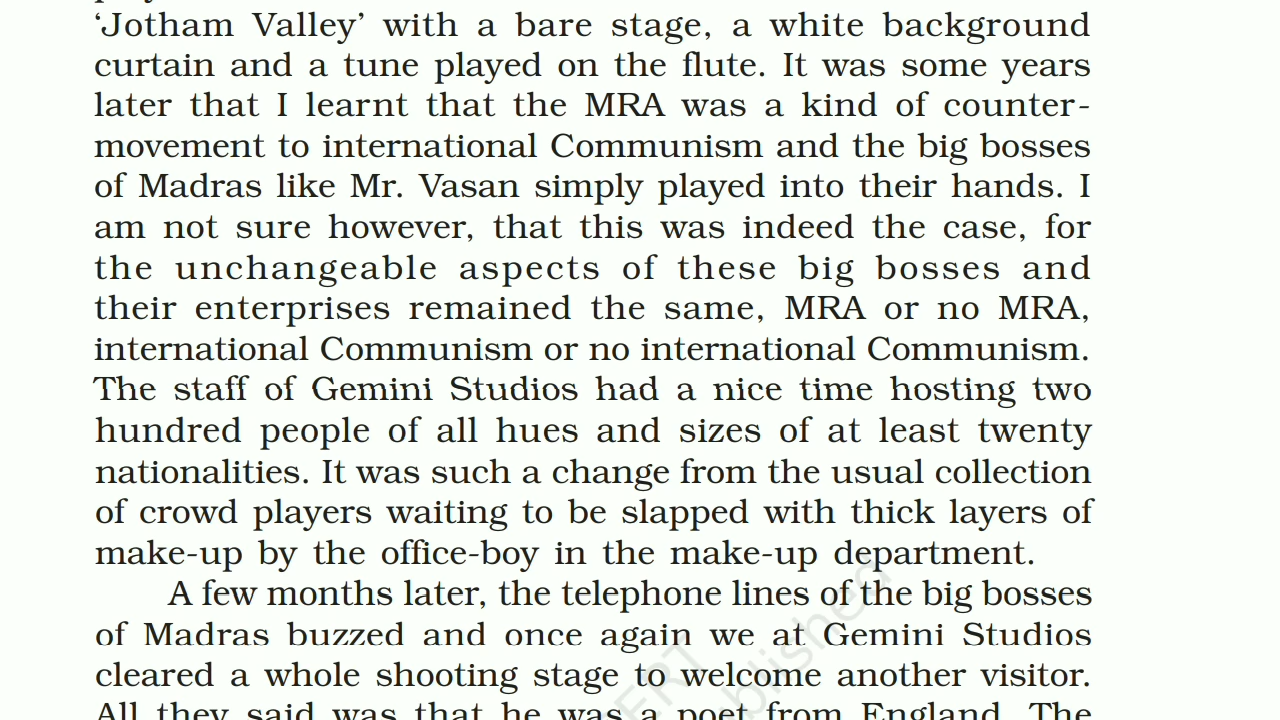 ‘Jotham Valley’ with a bare stage, a white background
curtain and a tune played on the flute. It was some years
later that I learnt that the MRA was a kind of counter-
movement to international Communism and the big bosses
of Madras like Mr. Vasan simply played into their hands. I
am not sure however, that this was indeed the case, for
the unchangeable aspects of these big bosses and
their enterprises remained the same, MRA or no MRA,
international Communism or no international Communism.
The staff of Gemini Studios had a nice time hosting two
hundred people of all hues and sizes of at least twenty
nationalities. It was such a change from the usual collection
of crowd players waiting to be slapped with thick layers of
make-up by the office-boy in the make-up department.
A few months later, the telephone lines of the big bosses
of Madras buzzed and once again we at Gemini Studios
cleared a whole shooting stage to welcome another visitor.
All they said was that he was a poet from England. The